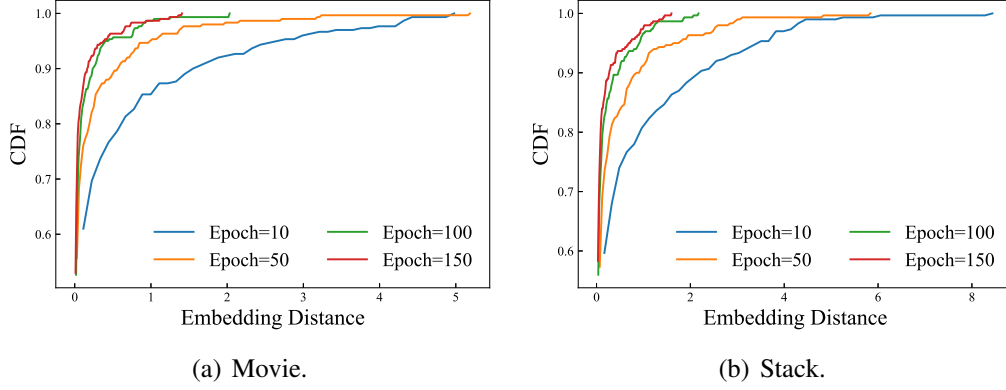 1.0
0.9
0.8
0.7
0.6
CDF
0 1 2 3 4 5
Embedding Distance
Epoch=10 Epoch=100
Epoch=50 Epoch=150
(a) Movie.
1.0
0.9
0.8
0.7
0.6
CDF
0 2 4 6 8
Embedding Distance
Epoch=10 Epoch=100
Epoch=50 Epoch=150
(b) Stack.